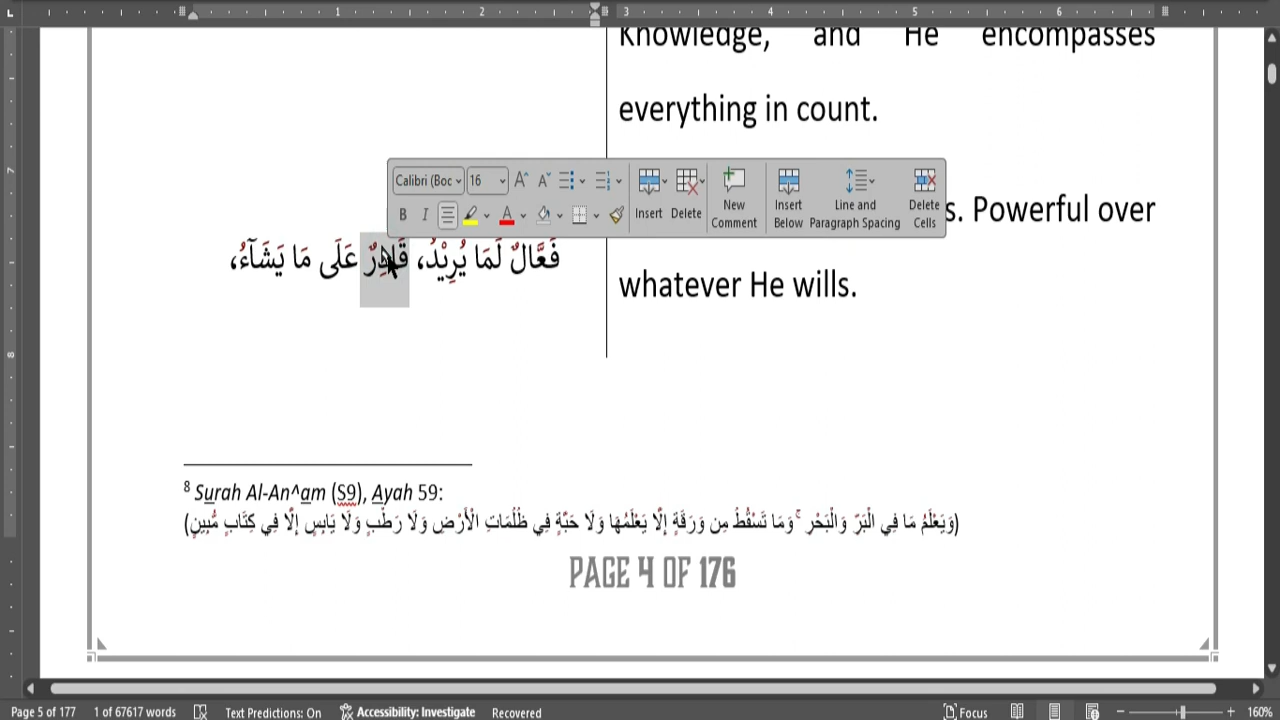 Knowledge, and He encompasses
everything in count.
Calibri (Boc 16
New Comment
Insert Delete
Insert Below
Line and Paragraph Spacing
Delete Cells
s. Powerful over
whatever He wills.
فَعَّالٌ لِّمَا يُرِيْدُ، قَادِرٌ عَلَى مَا يَشَآءُ،
8 Surah Al-An^am (S9), Ayah 59:
(وَيَعْلَمُ مَا فِي الْبَرِّ وَالْبَحْرِ ۚ وَمَا تَسْقُطُ مِن وَرَقَةٍ إِلَّا يَعْلَمُهَا وَلَا حَبَّةٍ فِي ظُلُمَاتِ الْأَرْضِ وَلَا رَطْبٍ وَلَا يَابِسٍ إِلَّا فِي كِتَابٍ مُّبِينٍ)
PAGE 4 OF 176
Page 5 of 177 1 of 67617 words Text Predictions: On Accessibility: Investigate Recovered Focus 160%